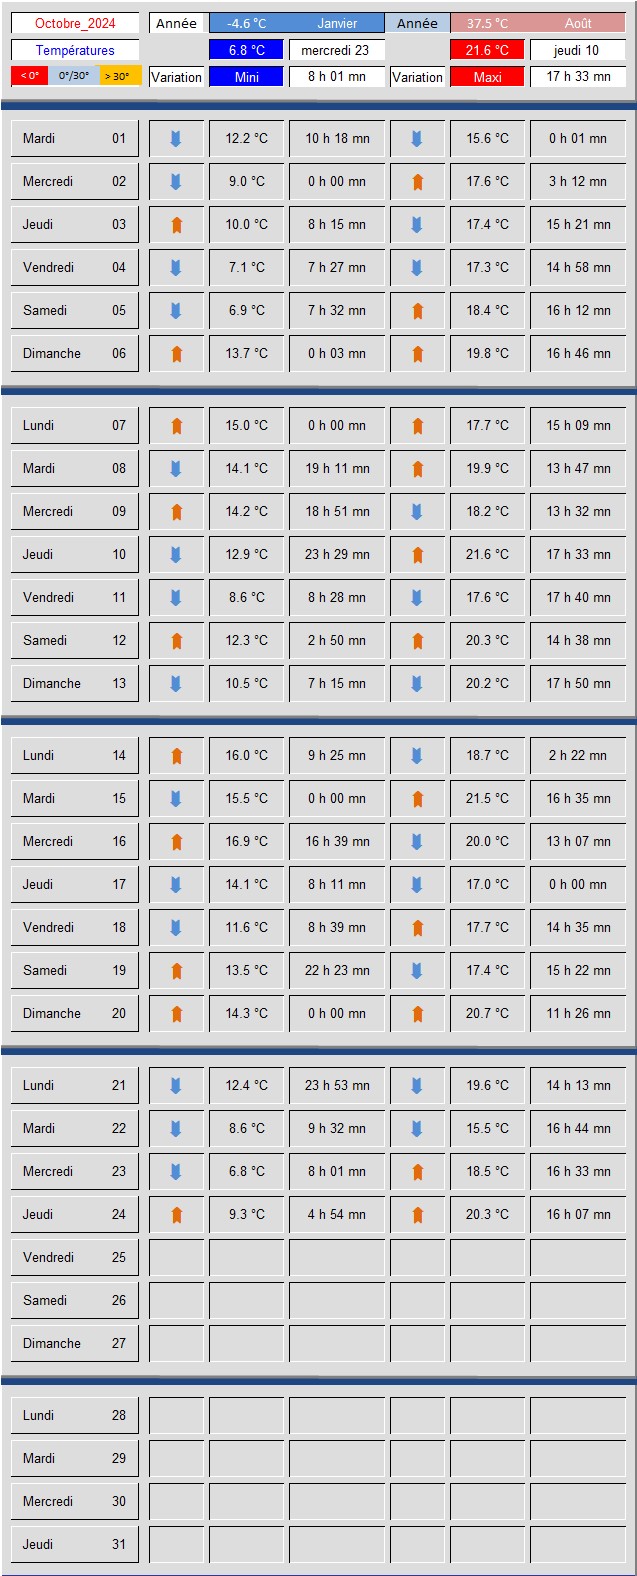 Octobre_2024 Année -4.6 °C Janvier Année 37.5 °C Août
Températures 6.8 °C mercredi 23 21.6 °C jeudi 10
< 0° 0°/30° > 30° Variation Mini 8 h 01 mn Variation Maxi 17 h 33 mn
Mardi 01 12.2 °C 10 h 18 mn 15.6 °C 0 h 01 mn
Mercredi 02 9.0 °C 0 h 00 mn 17.6 °C 3 h 12 mn
Jeudi 03 10.0 °C 8 h 15 mn 17.4 °C 15 h 21 mn
Vendredi 04 7.1 °C 7 h 27 mn 17.3 °C 14 h 58 mn
Samedi 05 6.9 °C 7 h 32 mn 18.4 °C 16 h 12 mn
Dimanche 06 13.7 °C 0 h 03 mn 19.8 °C 16 h 46 mn
Lundi 07 15.0 °C 0 h 00 mn 17.7 °C 15 h 09 mn
Mardi 08 14.1 °C 19 h 11 mn 19.9 °C 13 h 47 mn
Mercredi 09 14.2 °C 18 h 51 mn 18.2 °C 13 h 32 mn
Jeudi 10 12.9 °C 23 h 29 mn 21.6 °C 17 h 33 mn
Vendredi 11 8.6 °C 8 h 28 mn 17.6 °C 17 h 40 mn
Samedi 12 12.3 °C 2 h 50 mn 20.3 °C 14 h 38 mn
Dimanche 13 10.5 °C 7 h 15 mn 20.2 °C 17 h 50 mn
Lundi 14 16.0 °C 9 h 25 mn 18.7 °C 2 h 22 mn
Mardi 15 15.5 °C 0 h 00 mn 21.5 °C 16 h 35 mn
Mercredi 16 16.9 °C 16 h 39 mn 20.0 °C 13 h 07 mn
Jeudi 17 14.1 °C 8 h 11 mn 17.0 °C 0 h 00 mn
Vendredi 18 11.6 °C 8 h 39 mn 17.7 °C 14 h 35 mn
Samedi 19 13.5 °C 22 h 23 mn 17.4 °C 15 h 22 mn
Dimanche 20 14.3 °C 0 h 00 mn 20.7 °C 11 h 26 mn
Lundi 21 12.4 °C 23 h 53 mn 19.6 °C 14 h 13 mn
Mardi 22 8.6 °C 9 h 32 mn 15.5 °C 16 h 44 mn
Mercredi 23 6.8 °C 8 h 01 mn 18.5 °C 16 h 33 mn
Jeudi 24 9.3 °C 4 h 54 mn 20.3 °C 16 h 07 mn
Vendredi 25
Samedi 26
Dimanche 27
Lundi 28
Mardi 29
Mercredi 30
Jeudi 31